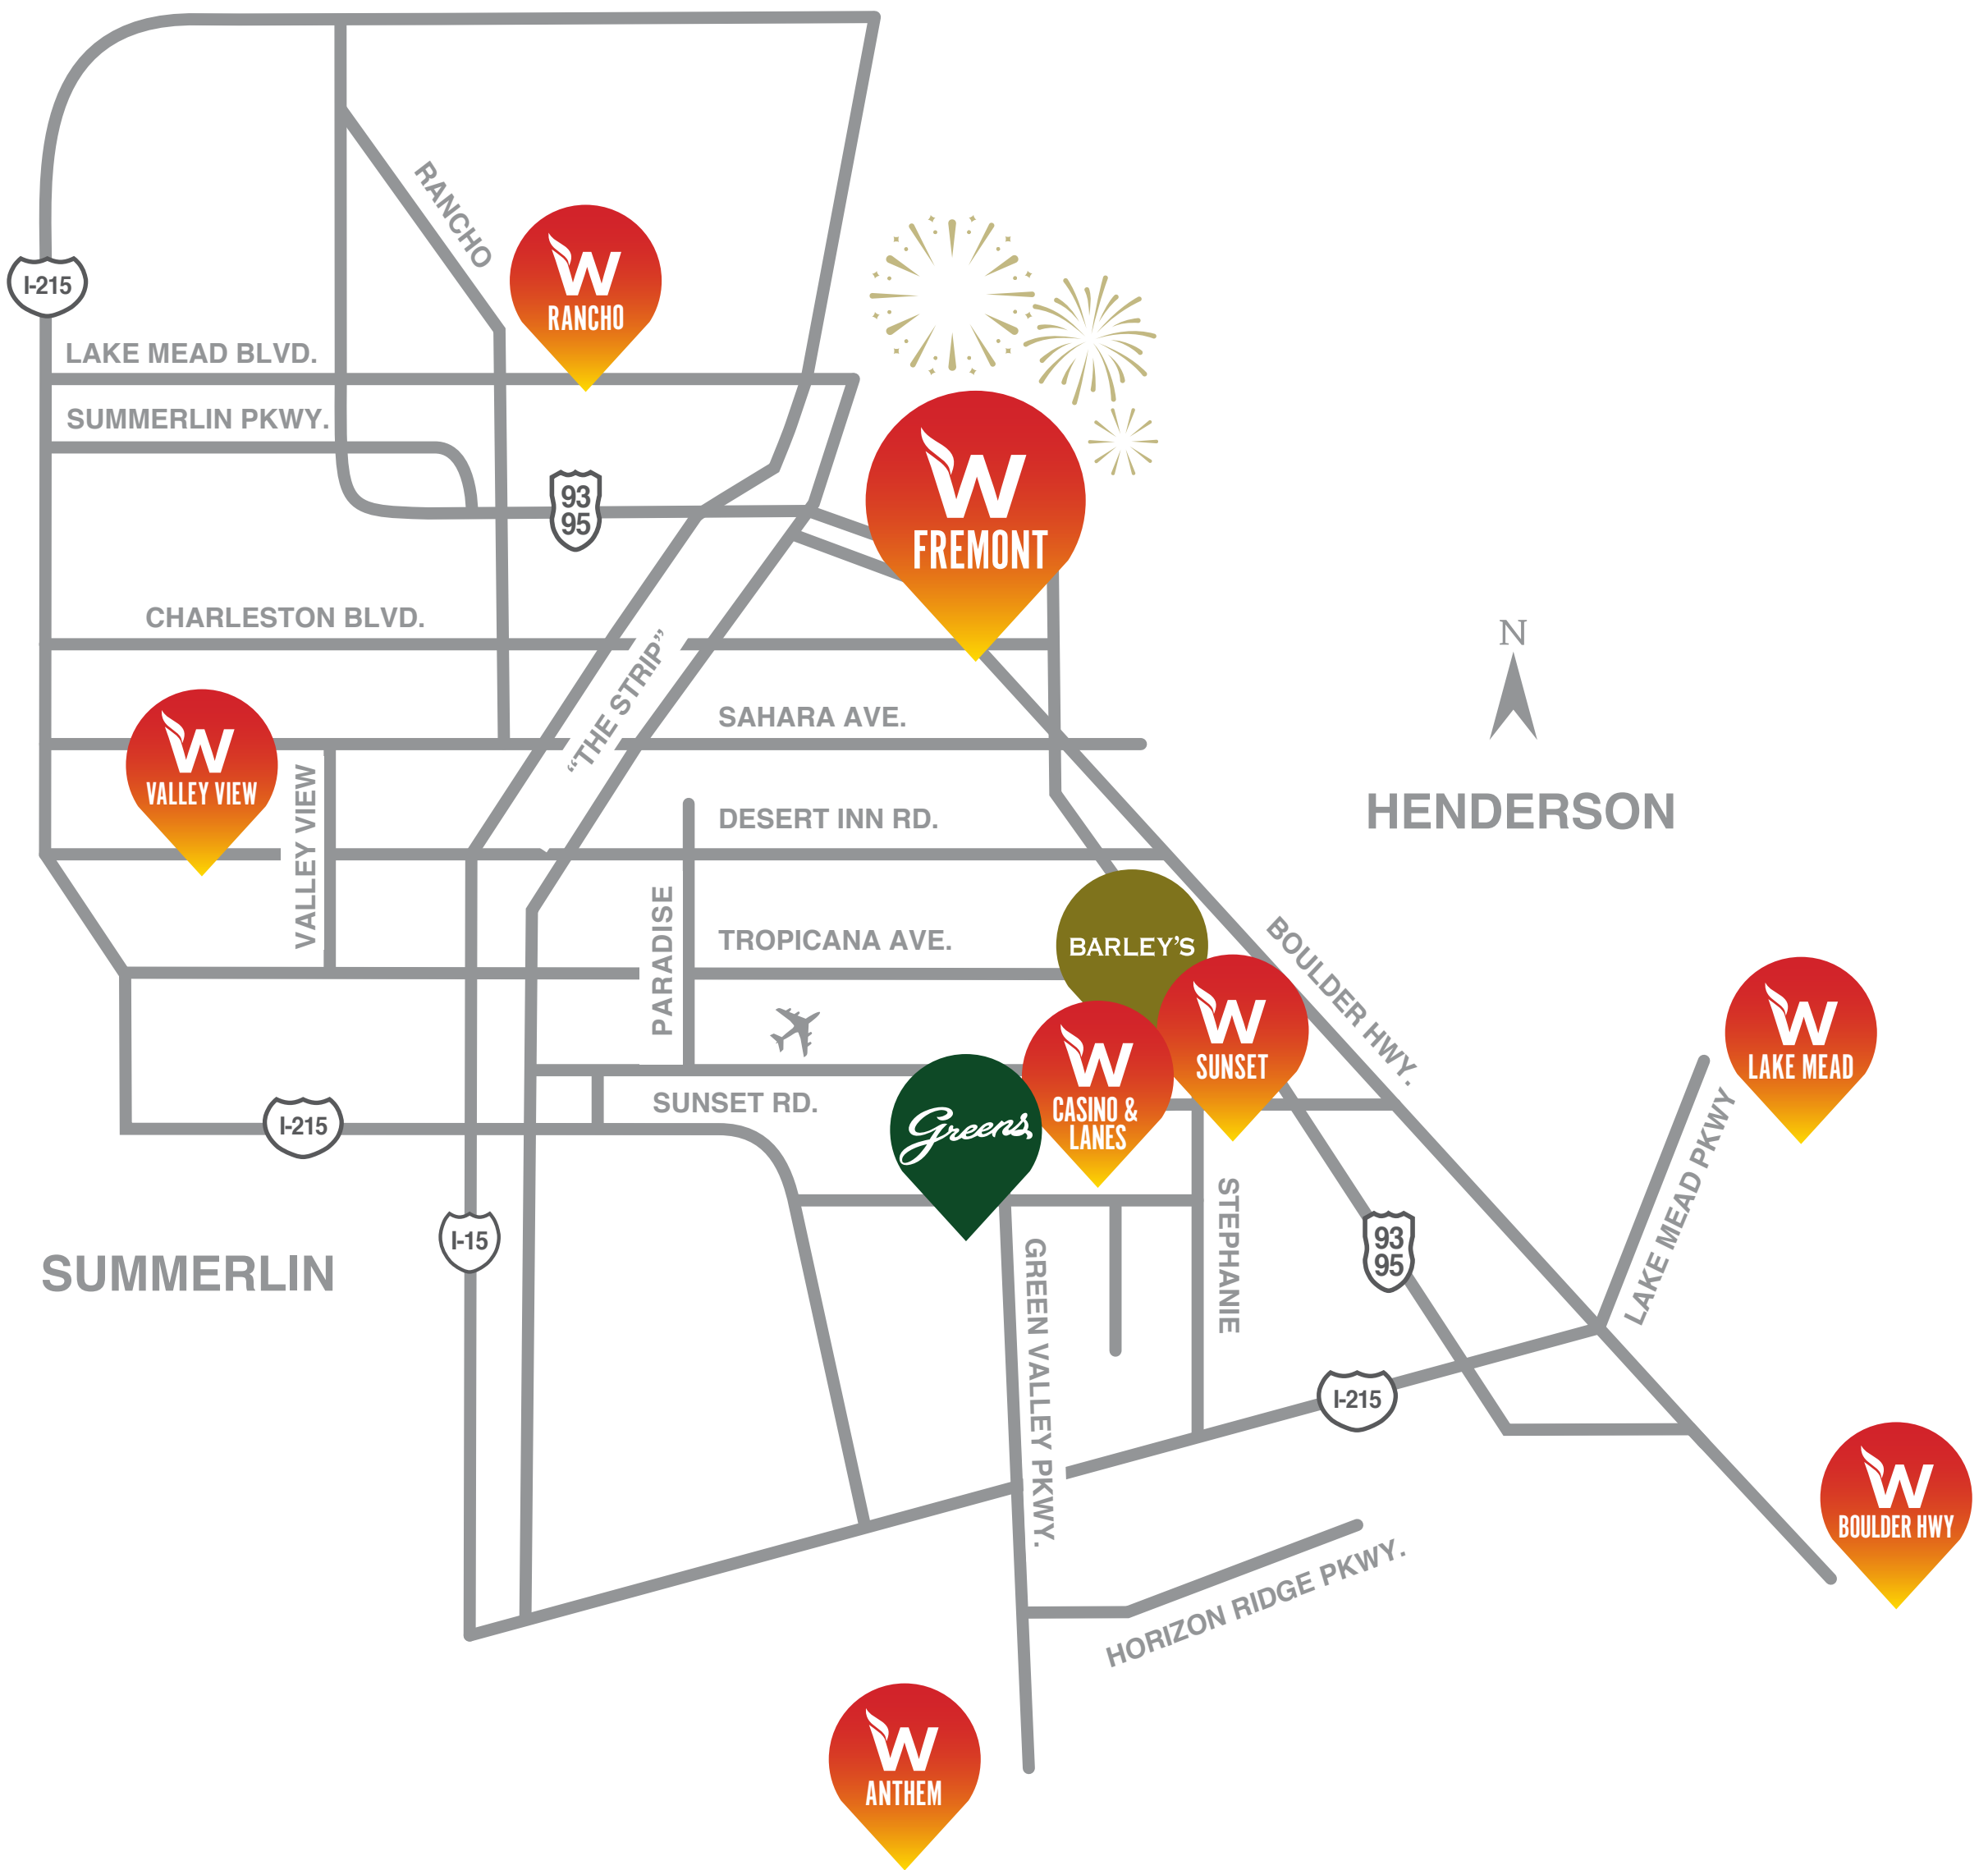 RANCHO
W
RANCHO
I-215
LAKE MEAD BLVD.
SUMMERLIN PKWY.
93
95
W
FREMONT
CHARLESTON BLVD.
"THE STRIP"
N
SAHARA AVE.
W
VALLEY VIEW
VALLEY VIEW
DESERT INN RD.
HENDERSON
PARADISE
TROPICANA AVE.
BARLEY'S
BOULDER HWY.
W
SUNSET
W
LAKE MEAD
W
CASINO &
LANES
SUNSET RD.
Greens
I-215
LAKE MEAD PKWY
STEPHANIE
I-15
93
95
SUMMERLIN
GREEN VALLEY PKWY.
I-215
W
BOULDER HWY
HORIZON RIDGE PKWY.
W
ANTHEM